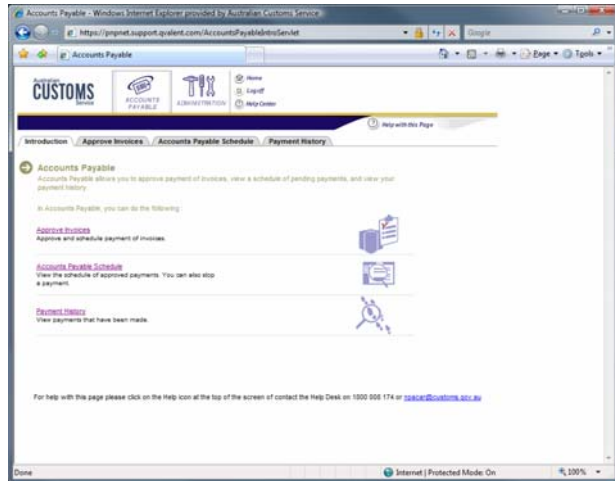 Accounts Payable - Windows Internet Explorer provided by Australian Customs Service
https://pnpnet.support.qvalent.com/AccountsPayableIntroServlet
Google
Accounts Payable
Page
Tools
Australian
CUSTOMS
Service
ACCOUNTS
PAYABLE
ADMINISTRATION
Home
Logoff
Help Center
Help with this Page
Introduction
Approve Invoices
Accounts Payable Schedule
Payment History
Accounts Payable
Accounts Payable allows you to approve payment of invoices, view a schedule of pending payments, and view your
payment history.
In Accounts Payable, you can do the following:
Approve Invoices
Approve and schedule payment of invoices.
Accounts Payable Schedule
View the schedule of approved payments. You can also stop
a payment.
Payment History
View payments that have been made.
For help with this page please click on the Help icon at the top of the screen of contact the Help Desk on 1800 008 174 or
Done
Internet | Protected Mode: On
100%